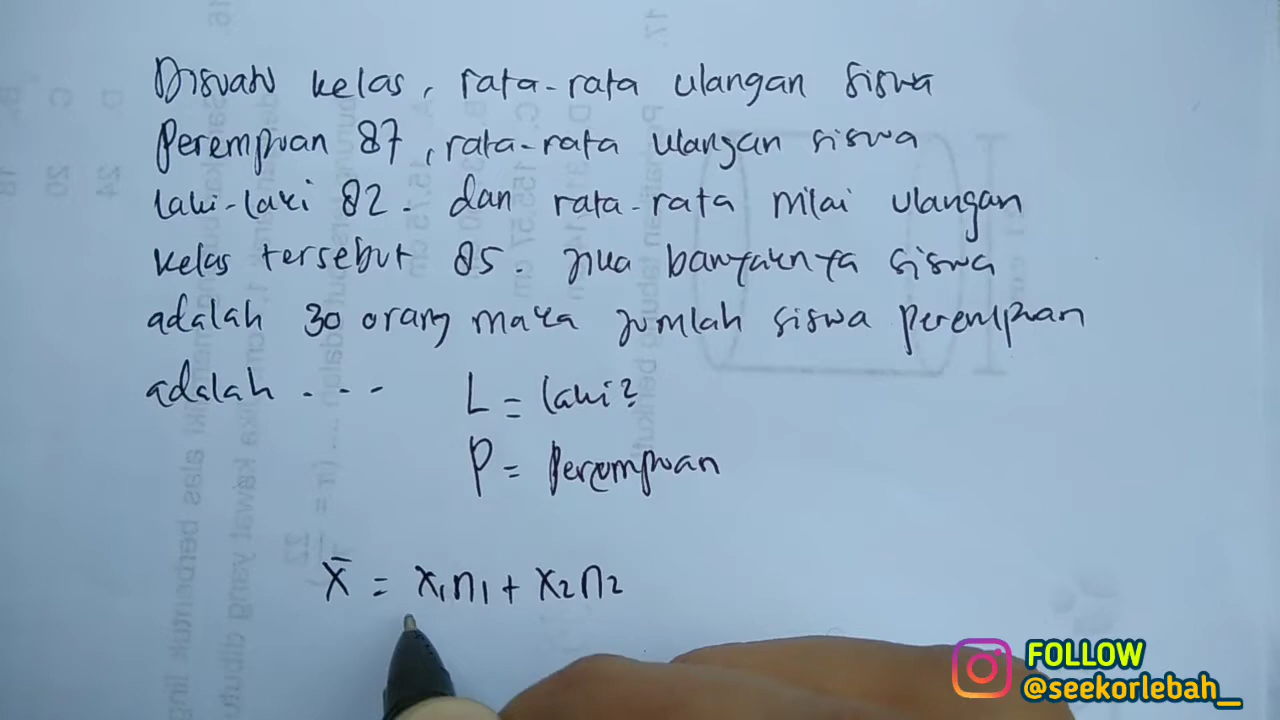 Disuatu kelas, rata-rata ulangan siswa
Perempuan 87, rata-rata ulangan siswa
laki-laki 82. dan rata-rata nilai ulangan
kelas tersebut 85. jika banyaknya siswa
adalah 30 orang maka jumlah siswa perempuan
adalah ...
L = laki2
P = Perempuan
x̄ = x₁n₁ + x₂n₂
FOLLOW
@seekorlebah_